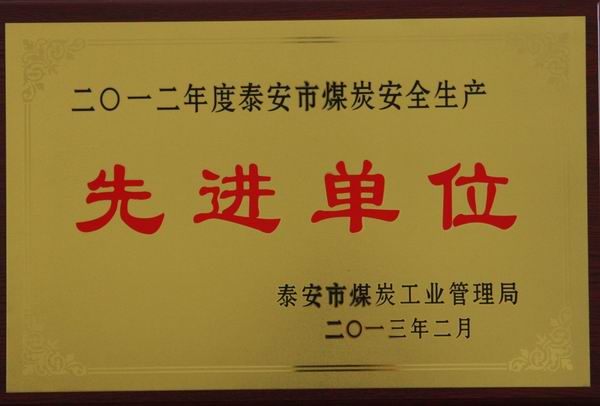 二〇一二年度泰安市煤炭安全生产
先进单位
泰安市煤炭工业管理局
二〇一三年二月